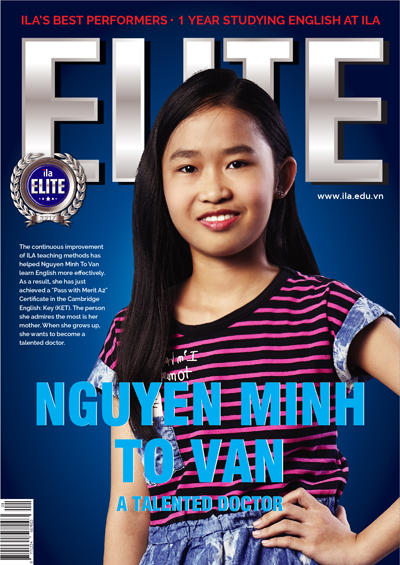 ILA'S BEST PERFORMERS • 1 YEAR STUDYING ENGLISH AT ILA
ELITE
www.ila.edu.vn
ila
ELITE
The continuous improvement
of ILA teaching methods has
helped Nguyen Minh To Van
learn English more effectively.
As a result, she has just
achieved a "Pass with Merit A2"
Certificate in the Cambridge
English: Key (KET). The person
she admires the most is her
mother. When she grows up,
she wants to become a
talented doctor.
NGUYEN MINH
TO VAN
A TALENTED DOCTOR